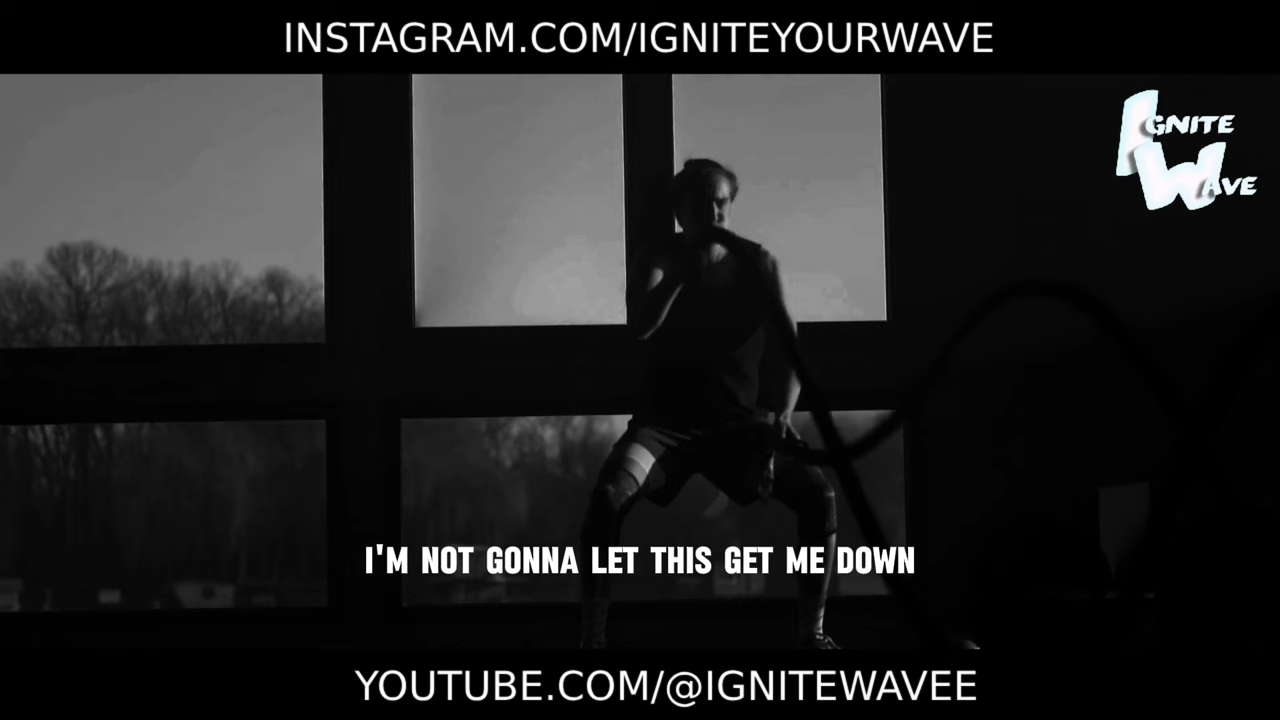 INSTAGRAM.COM/IGNITEYOURWAVE
IGNITE
WAVE
I'M NOT GONNA LET THIS GET ME DOWN
YOUTUBE.COM/@IGNITEWAVEE